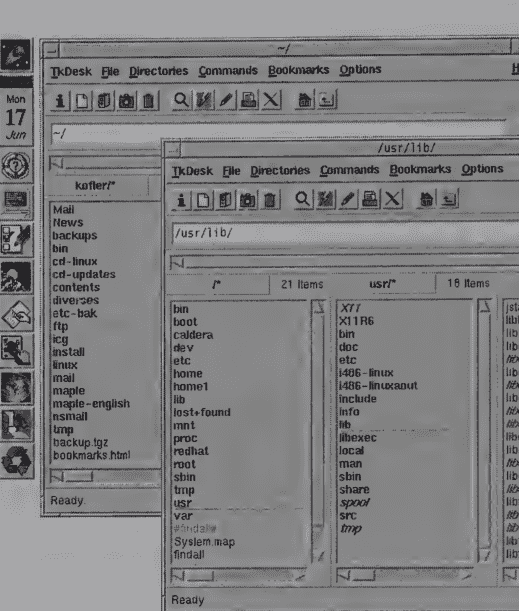 ~/
TkDesk File Directories Commands Bookmarks Options H
Mon
17
Jun
~/
kofler/*
Mail
News
backups
bin
cd-linux
cd-updates
contents
diverses
etc-bak
ftp
icg
install
linux
mail
maple
maple-english
nsmail
tmp
backup.tgz
bookmarks.html
Ready.
/usr/lib/
TkDesk File Directories Commands Bookmarks Options
/usr/lib/
/*
21 Items
bin
boot
caldera
dev
etc
home
home1
lib
lost+found
mnt
proc
redhat
root
sbin
tmp
usr
var
#findall#
System.map
findall
usr/*
18 Items
X11
X11R6
bin
doc
etc
i486-linux
i486-linuxaout
include
info
lib
libexec
local
man
sbin
share
spool
src
tmp
Ready